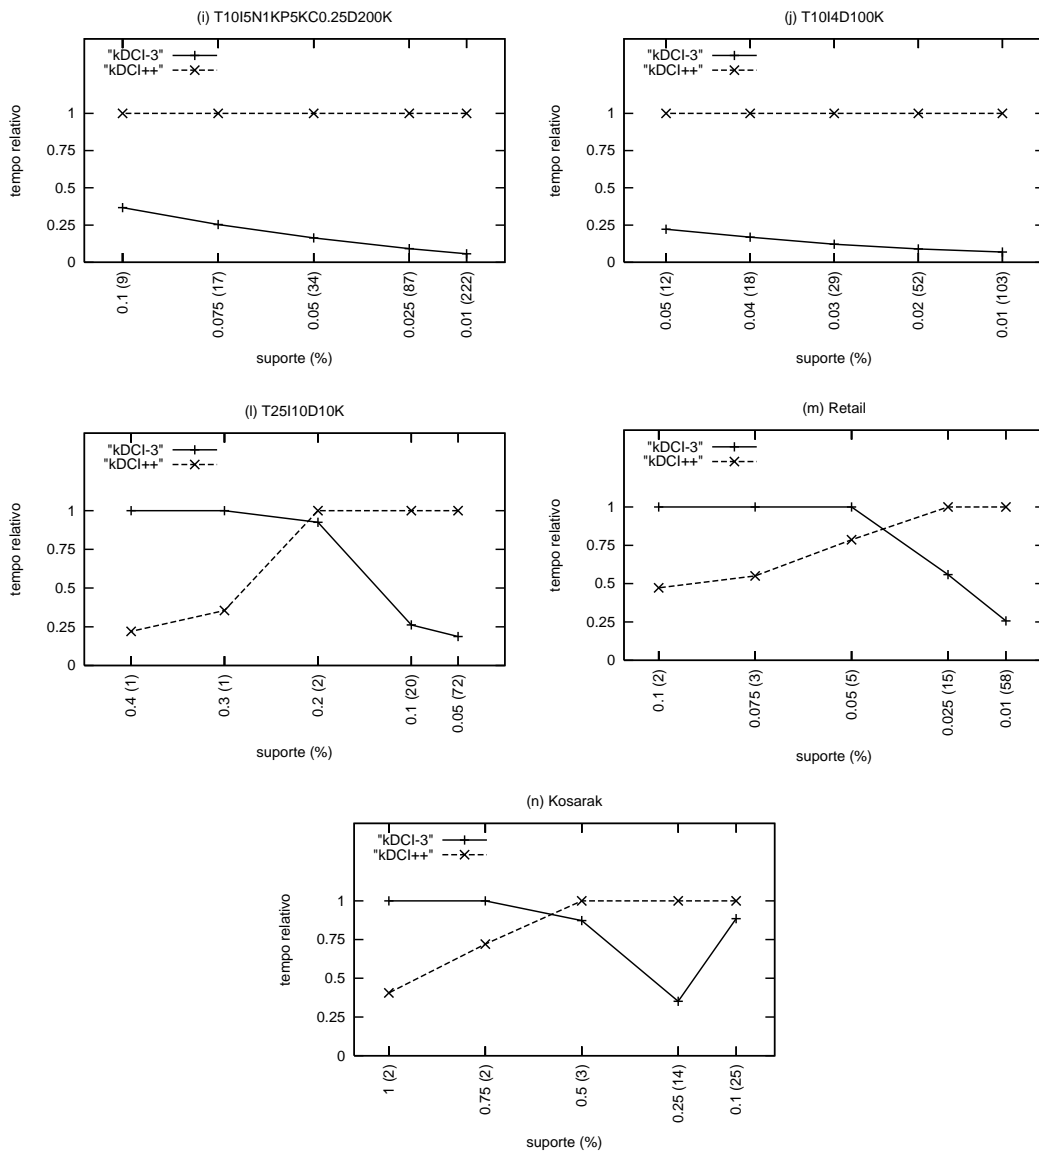 (i) T10I5N1KP5KC0.25D200K
"kDCI-3"
"kDCI++"
tempo relativo
1
0.75
0.5
0.25
0
0.1 (9)
0.075 (17)
0.05 (34)
0.025 (87)
0.01 (222)
suporte (%)
(j) T10I4D100K
"kDCI-3"
"kDCI++"
tempo relativo
1
0.75
0.5
0.25
0
0.05 (12)
0.04 (18)
0.03 (29)
0.02 (52)
0.01 (103)
suporte (%)
(l) T25I10D10K
"kDCI-3"
"kDCI++"
tempo relativo
1
0.75
0.5
0.25
0
0.4 (1)
0.3 (1)
0.2 (2)
0.1 (20)
0.05 (72)
suporte (%)
(m) Retail
"kDCI-3"
"kDCI++"
tempo relativo
1
0.75
0.5
0.25
0
0.1 (2)
0.075 (3)
0.05 (5)
0.025 (15)
0.01 (58)
suporte (%)
(n) Kosarak
"kDCI-3"
"kDCI++"
tempo relativo
1
0.75
0.5
0.25
0
1 (2)
0.75 (2)
0.5 (3)
0.25 (14)
0.1 (25)
suporte (%)